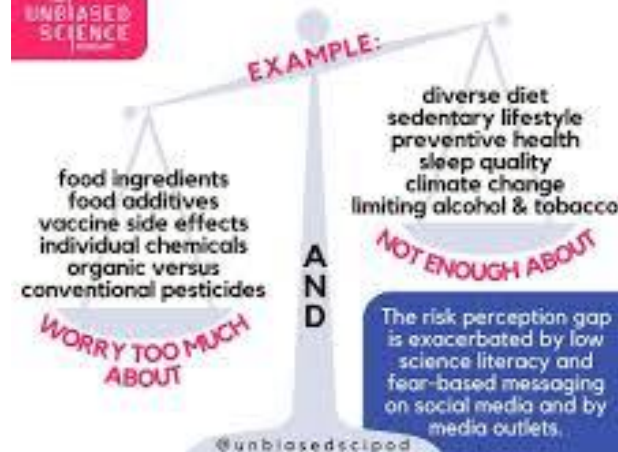 UNBIASED
SCIENCE
EXAMPLE:
food ingredients
food additives
vaccine side effects
individual chemicals
organic versus
conventional pesticides
WORRY TOO MUCH
ABOUT
AND
diverse diet
sedentary lifestyle
preventive health
sleep quality
climate change
limiting alcohol & tobacco
NOT ENOUGH ABOUT
The risk perception gap
is exacerbated by low
science literacy and
fear-based messaging
on social media and by
media outlets.
@unbiasedscipod